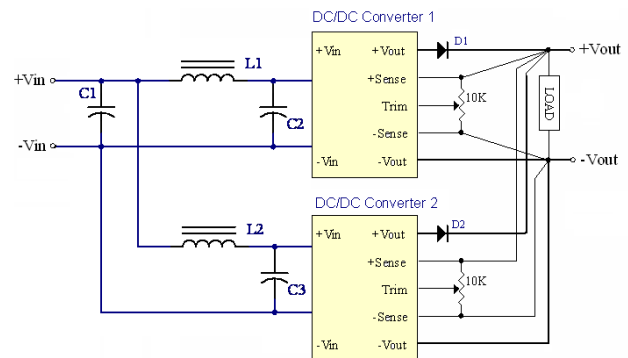 DC/DC Converter 1
+Vin
+Vout
D1
+Vout
+Sense
+Vin
L1
C1
C2
Trim
10K
LOAD
-Sense
-Vin
-Vin
-Vout
-Vout
DC/DC Converter 2
+Vin
+Vout
D2
L2
+Sense
C3
Trim
10K
-Sense
-Vin
-Vout